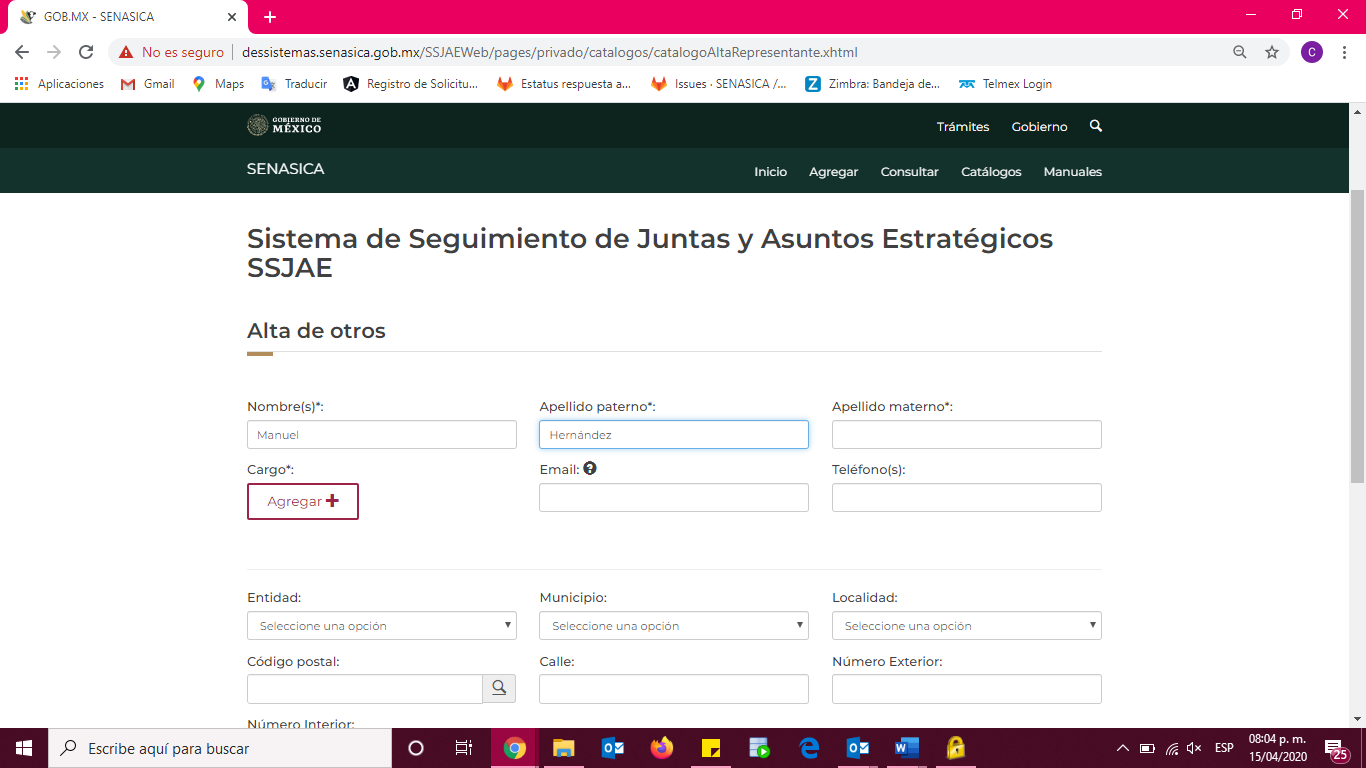 GOB.MX - SENASICA
No es seguro
dessistemas.senasica.gob.mx/SSJAEWeb/pages/privado/catalogos/catalogoAltaRepresentante.xhtml
C
Aplicaciones Gmail Maps Traducir Registro de Solicitu... Estatus respuesta a... Issues · SENASICA /... Zimbra: Bandeja de... Telmex Login
GOBIERNO DE
MÉXICO
Trámites Gobierno
SENASICA
Inicio Agregar Consultar Catálogos Manuales
Sistema de Seguimiento de Juntas y Asuntos Estratégicos
SSJAE
Alta de otros
Nombre(s)*: Apellido paterno*: Apellido materno*:
Manuel Hernández
Cargo*: Email: Teléfono(s):
Agregar
Entidad: Municipio: Localidad:
Seleccione una opción Seleccione una opción Seleccione una opción
Código postal: Calle: Número Exterior:
Número Interior:
Escribe aquí para buscar
ESP
08:04 p. m.
15/04/2020
25